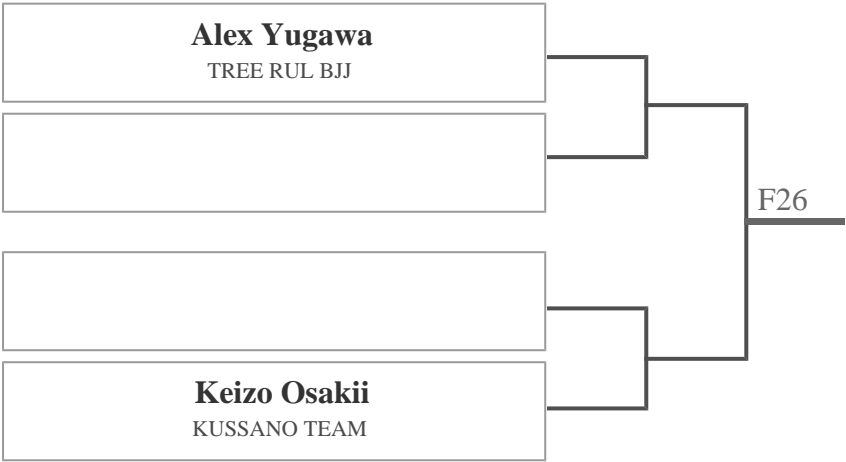 Alex Yugawa
TREE RUL BJJ
F26
Keizo Osakii
KUSSANO TEAM